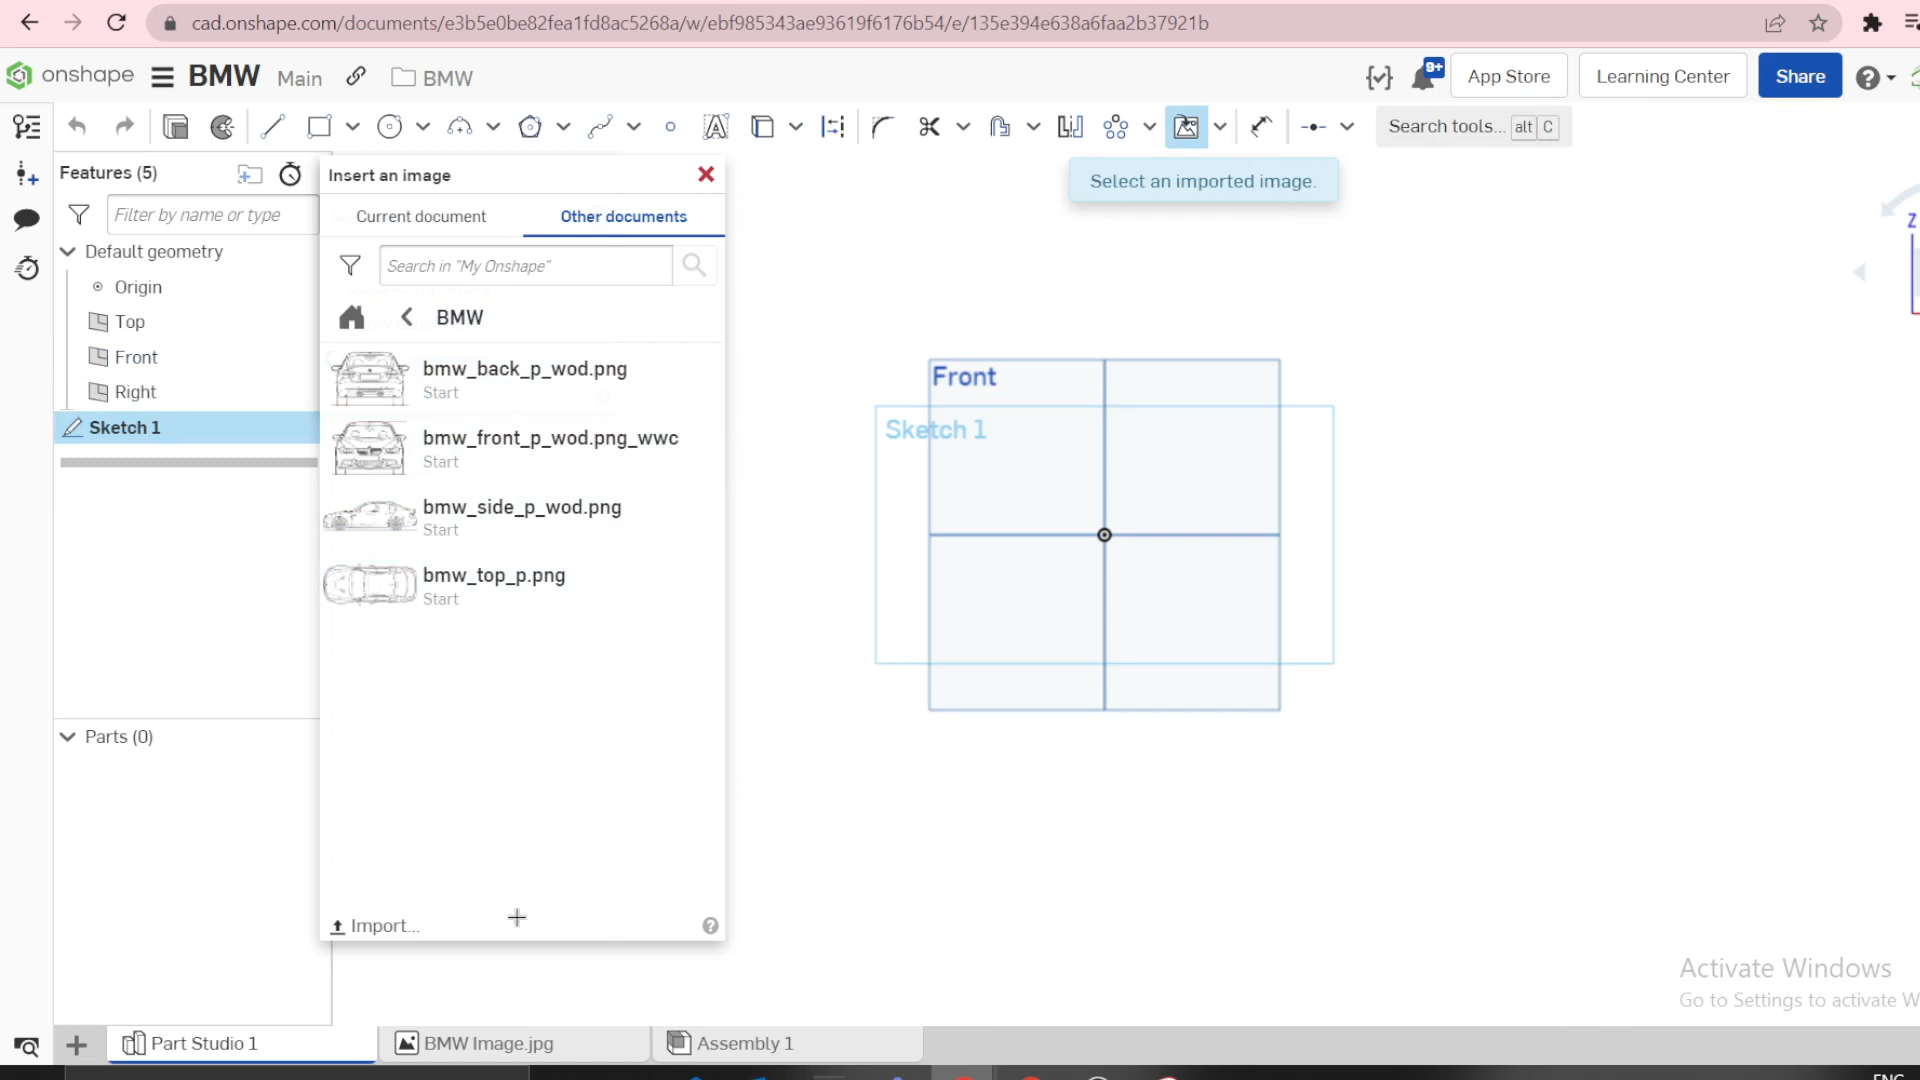 cad.onshape.com/documents/e3b5e0be82fea1fd8ac5268a/w/ebf985343ae93619f6176b54/e/135e394e638a6faa2b37921b
onshape BMW Main BMW 9+ App Store Learning Center Share
Search tools... alt C
Features (5)
Filter by name or type
Default geometry
Origin
Top
Front
Right
Sketch 1
Parts (0)
Insert an image
Current document Other documents
Search in "My Onshape"
BMW
bmw_back_p_wod.png
Start
bmw_front_p_wod.png_wwc
Start
bmw_side_p_wod.png
Start
bmw_top_p.png
Start
Import...
Select an imported image.
Z
Front
Sketch 1
Activate Windows
Go to Settings to activate W
Part Studio 1 BMW Image.jpg Assembly 1
ENG